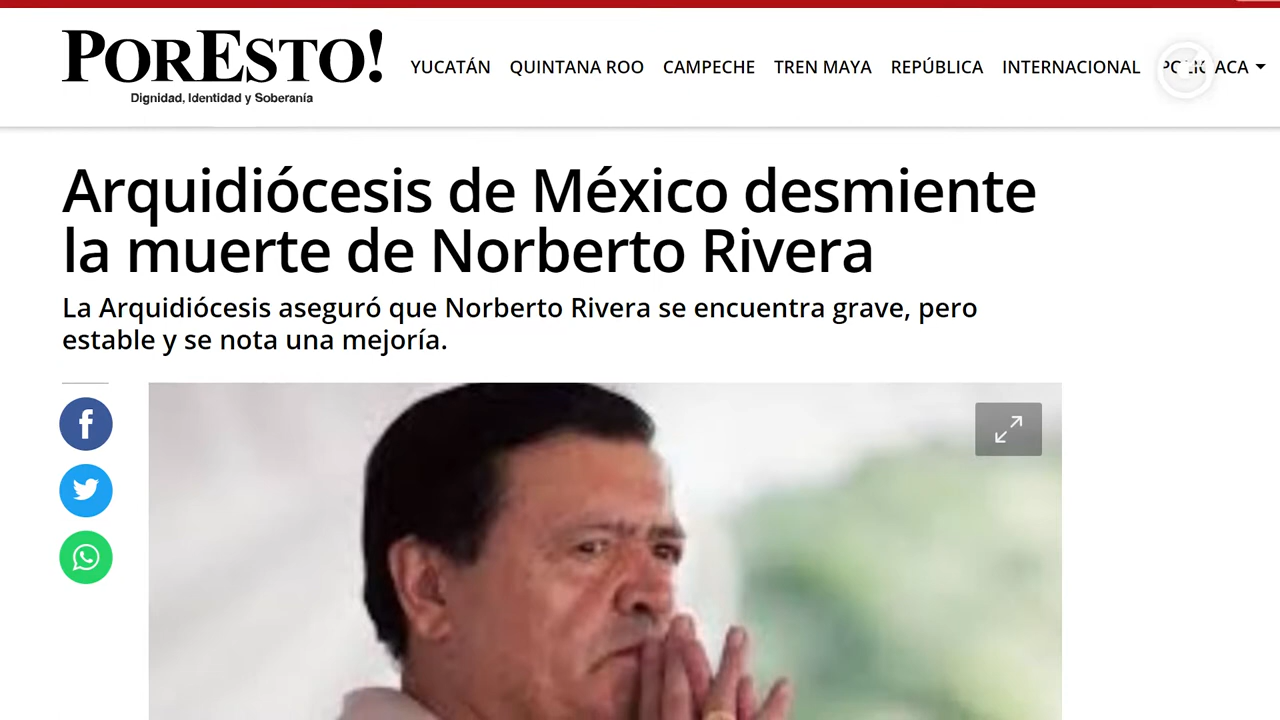 PORESTO!
Dignidad, Identidad y Soberanía
YUCATÁN QUINTANA ROO CAMPECHE TREN MAYA REPÚBLICA INTERNACIONAL POLICIACA
Arquidiócesis de México desmiente
la muerte de Norberto Rivera
La Arquidiócesis aseguró que Norberto Rivera se encuentra grave, pero
estable y se nota una mejoría.